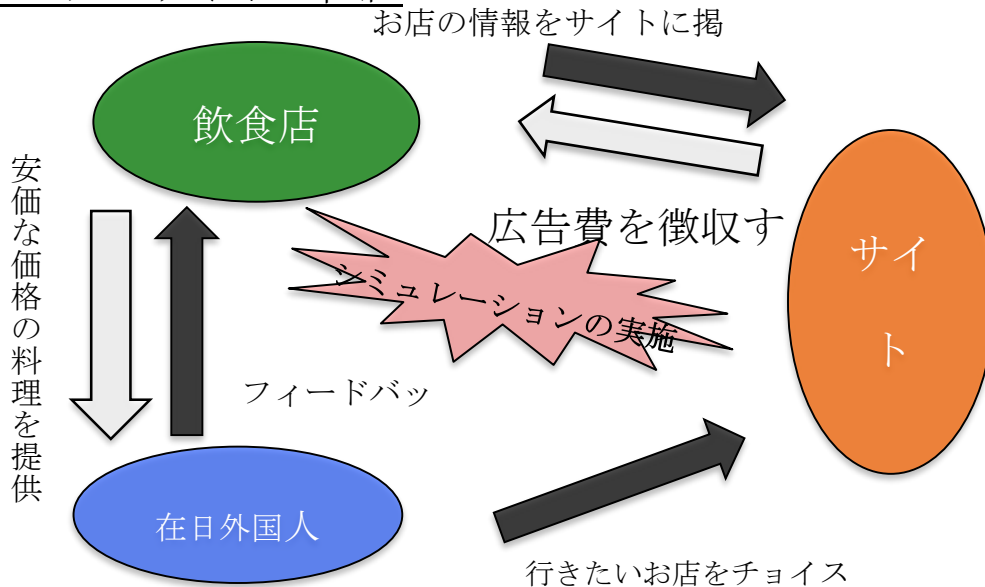 お店の情報をサイトに掲
飲食店
安価な価格の料理を提供
広告費を徴収す
サイ
ト
シミュレーションの実施
フィードバッ
在日外国人
行きたいお店をチョイス